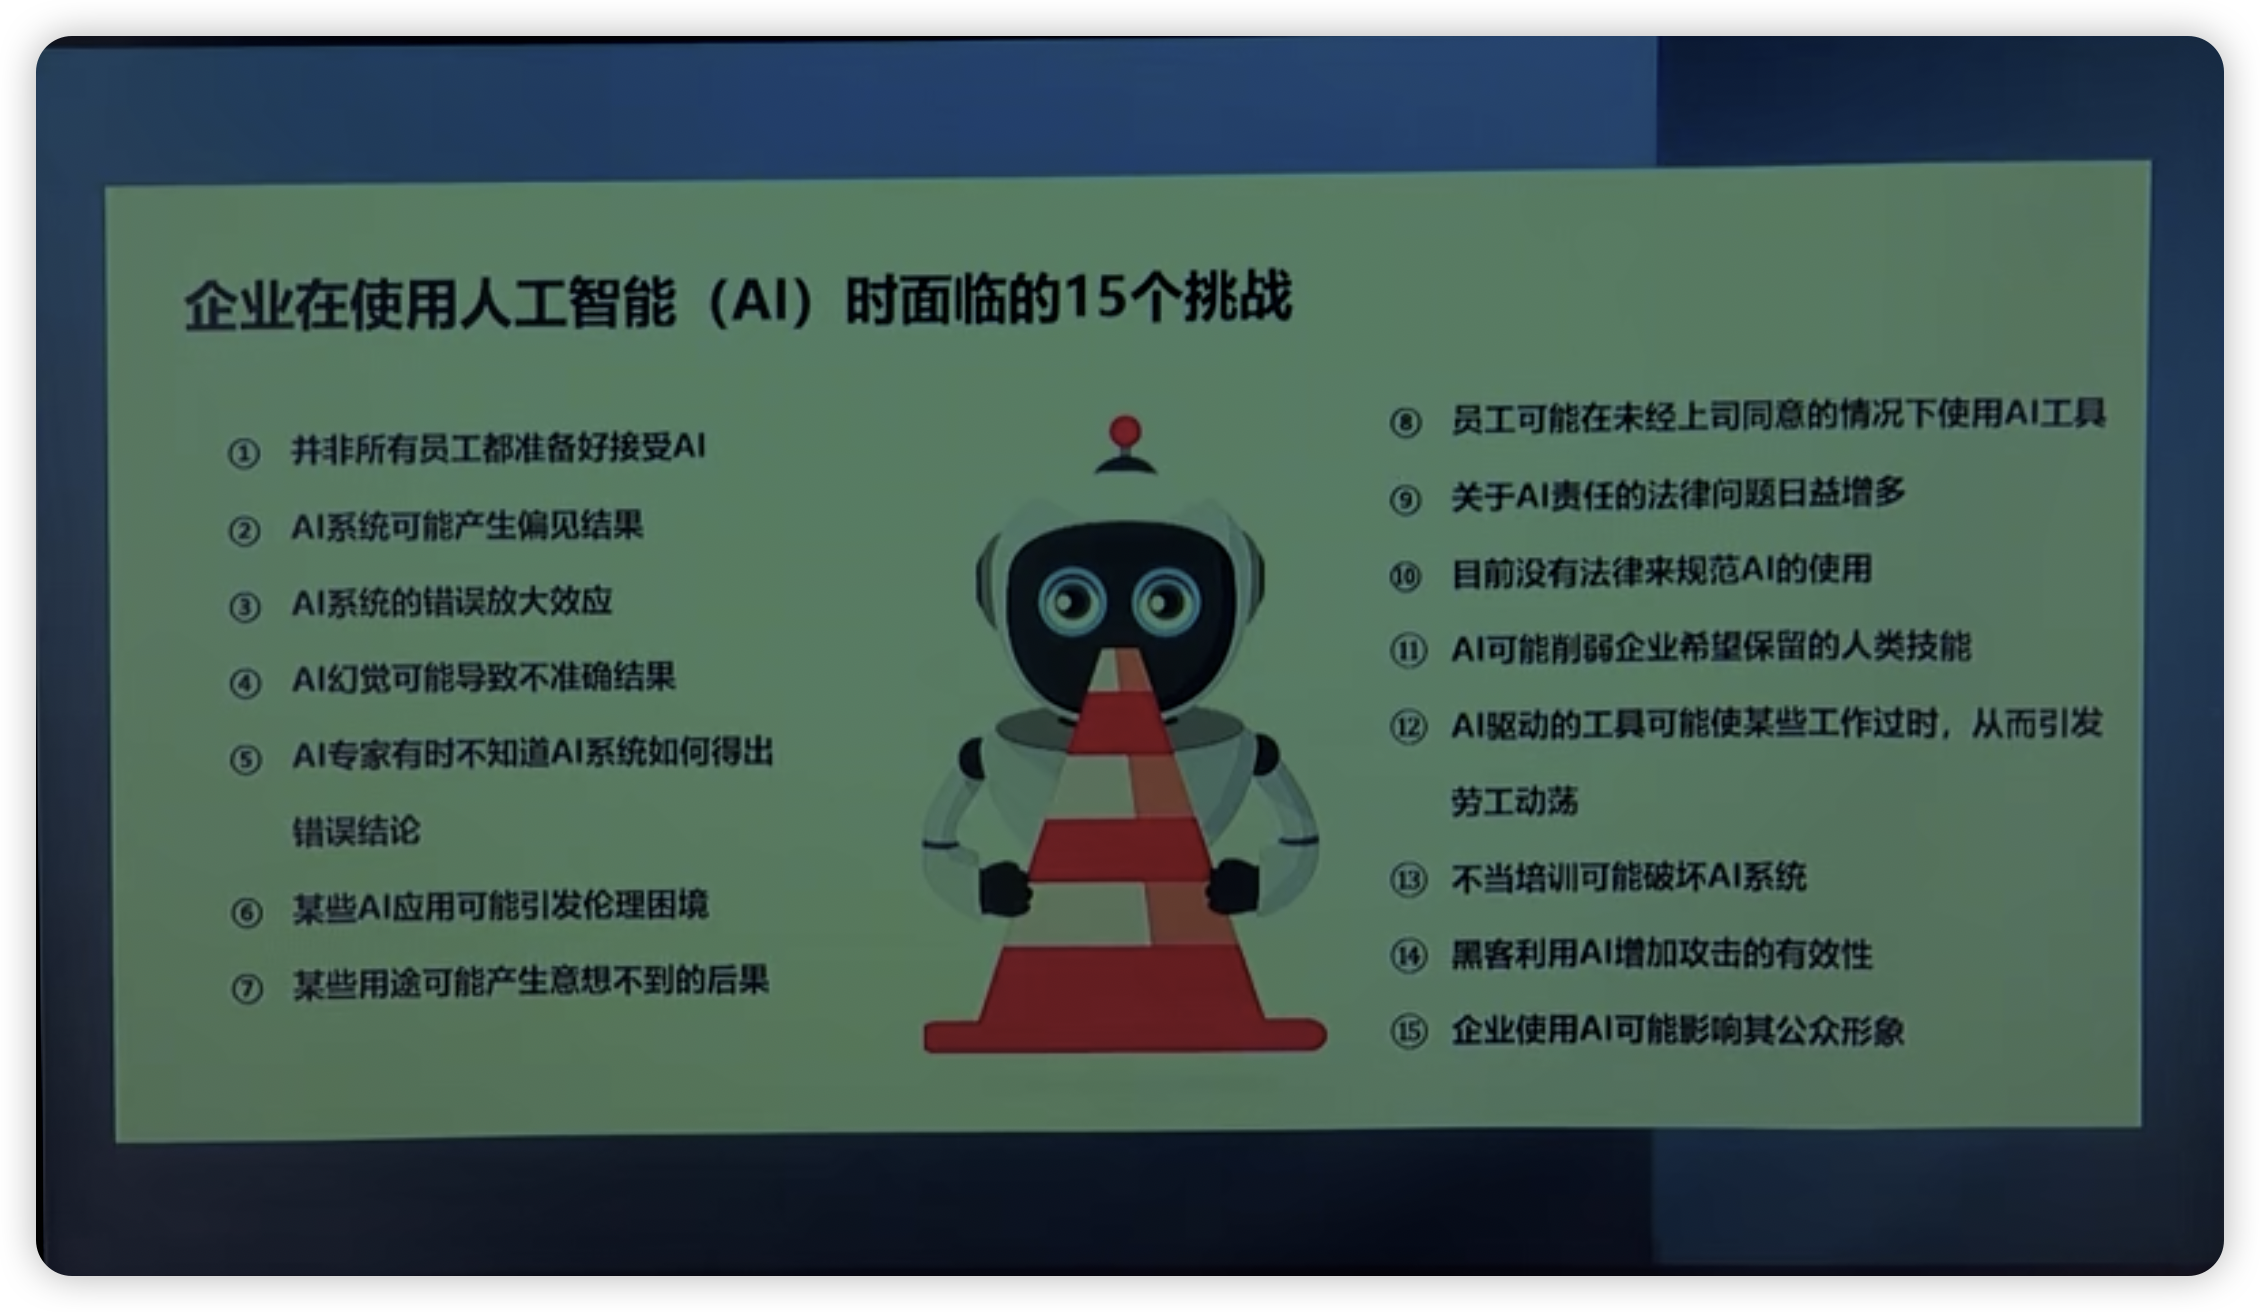 企业在使用人工智能（AI）时面临的15个挑战
① 并非所有员工都准备好接受AI
② AI系统可能产生偏见结果
③ AI系统的错误放大效应
④ AI幻觉可能导致不准确结果
⑤ AI专家有时不知道AI系统如何得出
错误结论
⑥ 某些AI应用可能引发伦理困境
⑦ 某些用途可能产生意想不到的后果
⑧ 员工可能在未经上司同意的情况下使用AI工具
⑨ 关于AI责任的法律问题日益增多
⑩ 目前没有法律来规范AI的使用
⑪ AI可能削弱企业希望保留的人类技能
⑫ AI驱动的工具可能使某些工作过时，从而引发
劳工动荡
⑬ 不当培训可能破坏AI系统
⑭ 黑客利用AI增加攻击的有效性
⑮ 企业使用AI可能影响其公众形象